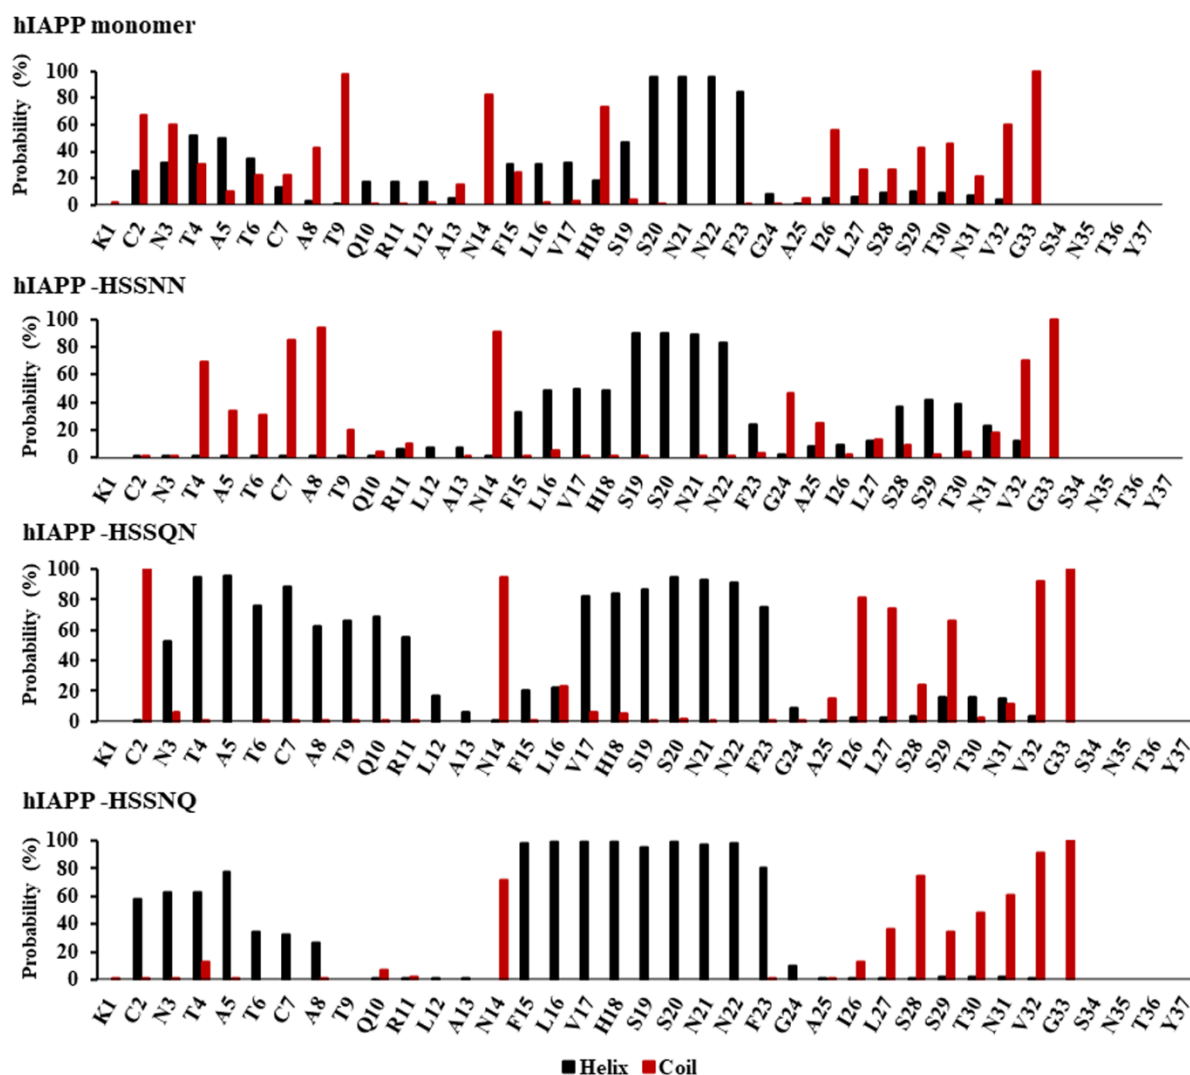 hIAPP monomer
Probability (%)
100
80
60
40
20
0
K1 C2 N3 T4 A5 T6 C7 A8 T9 Q10 R11 L12 A13 N14 F15 L16 V17 H18 S19 S20 N21 N22 F23 G24 A25 I26 L27 S28 S29 T30 N31 V32 G33 S34 N35 T36 Y37
hIAPP -HSSNN
Probability (%)
100
80
60
40
20
0
K1 C2 N3 T4 A5 T6 C7 A8 T9 Q10 R11 L12 A13 N14 F15 L16 V17 H18 S19 S20 N21 N22 F23 G24 A25 I26 L27 S28 S29 T30 N31 V32 G33 S34 N35 T36 Y37
hIAPP -HSSQN
Probability (%)
100
80
60
40
20
0
K1 C2 N3 T4 A5 T6 C7 A8 T9 Q10 R11 L12 A13 N14 F15 L16 V17 H18 S19 S20 N21 N22 F23 G24 A25 I26 L27 S28 S29 T30 N31 V32 G33 S34 N35 T36 Y37
hIAPP -HSSNQ
Probability (%)
100
80
60
40
20
0
K1 C2 N3 T4 A5 T6 C7 A8 T9 Q10 R11 L12 A13 N14 F15 L16 V17 H18 S19 S20 N21 N22 F23 G24 A25 I26 L27 S28 S29 T30 N31 V32 G33 S34 N35 T36 Y37
Helix Coil